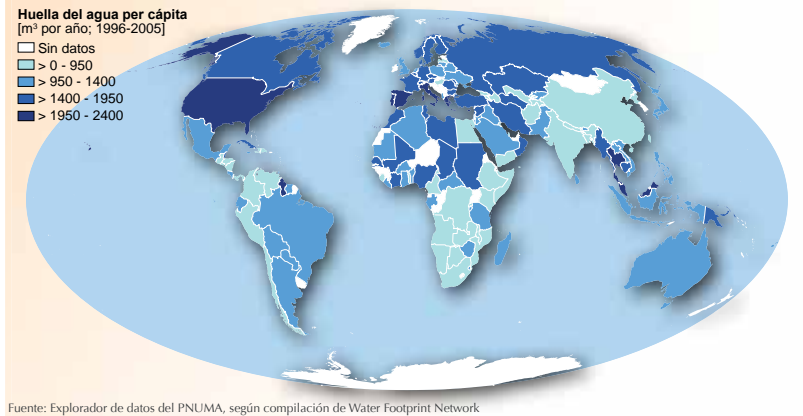 Huella del agua per cápita
[m³ por año; 1996-2005]
Sin datos
> 0 - 950
> 950 - 1400
> 1400 - 1950
> 1950 - 2400
Fuente: Explorador de datos del PNUMA, según compilación de Water Footprint Network